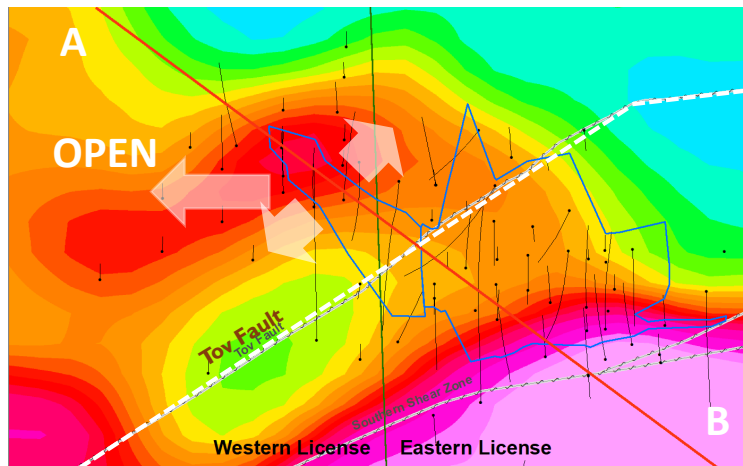 A
OPEN
Tov Fault
Tov Fault
Southern Shear Zone
B
Western License
Eastern License